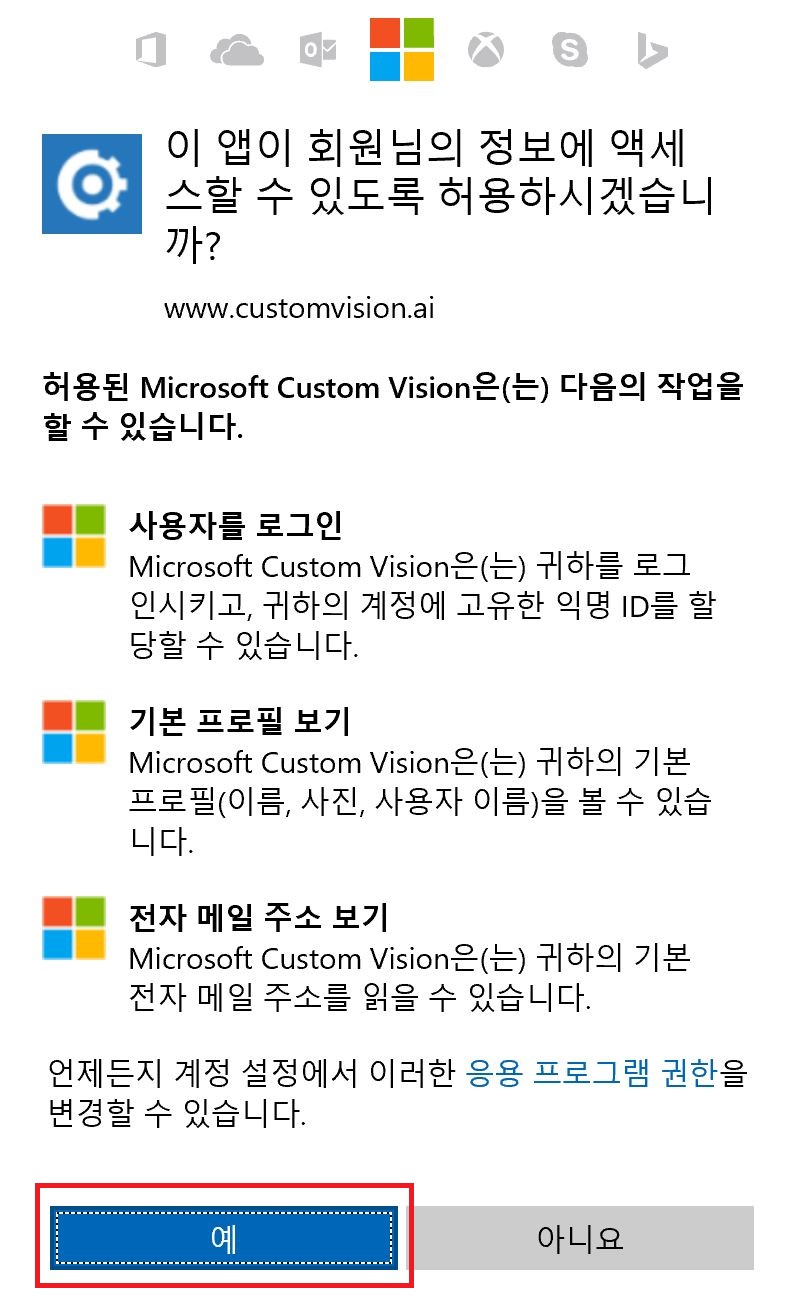 이 앱이 회원님의 정보에 액세
스할 수 있도록 허용하시겠습니
까?
www.customvision.ai
허용된 Microsoft Custom Vision은(는) 다음의 작업을
할 수 있습니다.
사용자를 로그인
Microsoft Custom Vision은(는) 귀하를 로그
인시키고, 귀하의 계정에 고유한 익명 ID를 할
당할 수 있습니다.
기본 프로필 보기
Microsoft Custom Vision은(는) 귀하의 기본
프로필(이름, 사진, 사용자 이름)을 볼 수 있습
니다.
전자 메일 주소 보기
Microsoft Custom Vision은(는) 귀하의 기본
전자 메일 주소를 읽을 수 있습니다.
언제든지 계정 설정에서 이러한 응용 프로그램 권한을
변경할 수 있습니다.
예
아니요